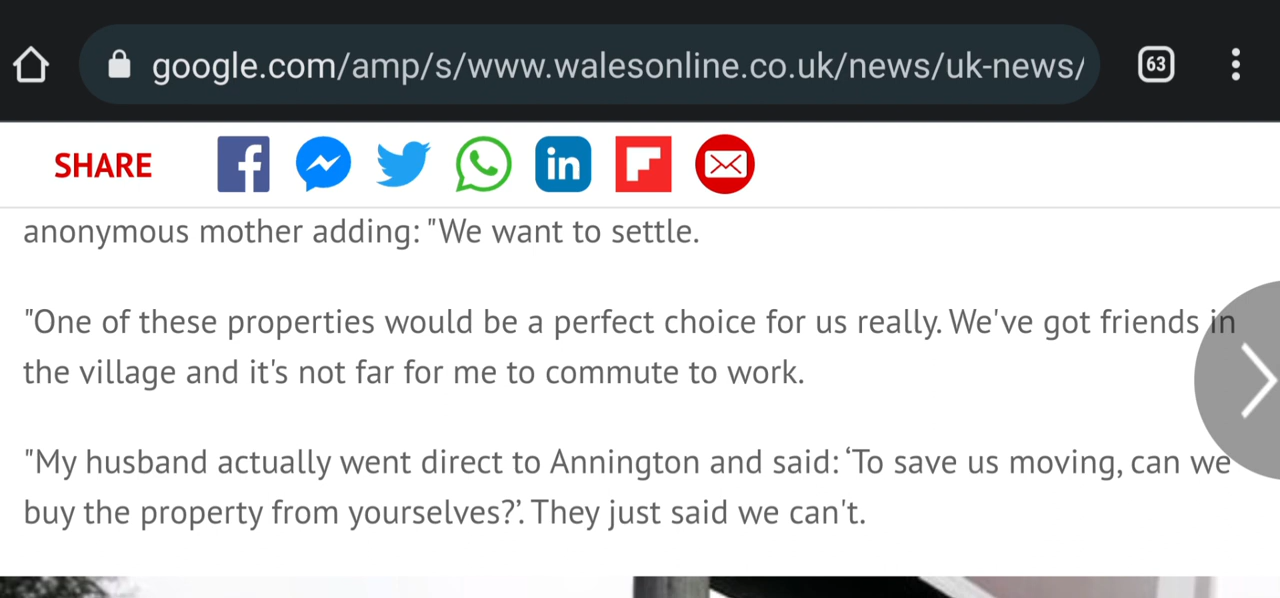 google.com/amp/s/www.walesonline.co.uk/news/uk-news/
63
SHARE
anonymous mother adding: "We want to settle.
"One of these properties would be a perfect choice for us really. We've got friends in
the village and it's not far for me to commute to work.
"My husband actually went direct to Annington and said: ‘To save us moving, can we
buy the property from yourselves?’. They just said we can't.